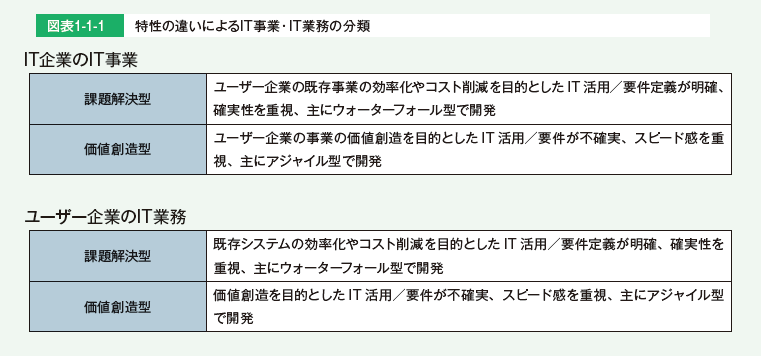 図表1-1-1 特性の違いによるIT事業・IT業務の分類
IT企業のIT事業
課題解決型
ユーザー企業の既存事業の効率化やコスト削減を目的としたIT活用／要件定義が明確、
確実性を重視、主にウォーターフォール型で開発
価値創造型
ユーザー企業の事業の価値創造を目的としたIT活用／要件が不確実、スピード感を重
視、主にアジャイル型で開発
ユーザー企業のIT業務
課題解決型
既存システムの効率化やコスト削減を目的としたIT活用／要件定義が明確、確実性を
重視、主にウォーターフォール型で開発
価値創造型
価値創造を目的としたIT活用／要件が不確実、スピード感を重視、主にアジャイル型
で開発